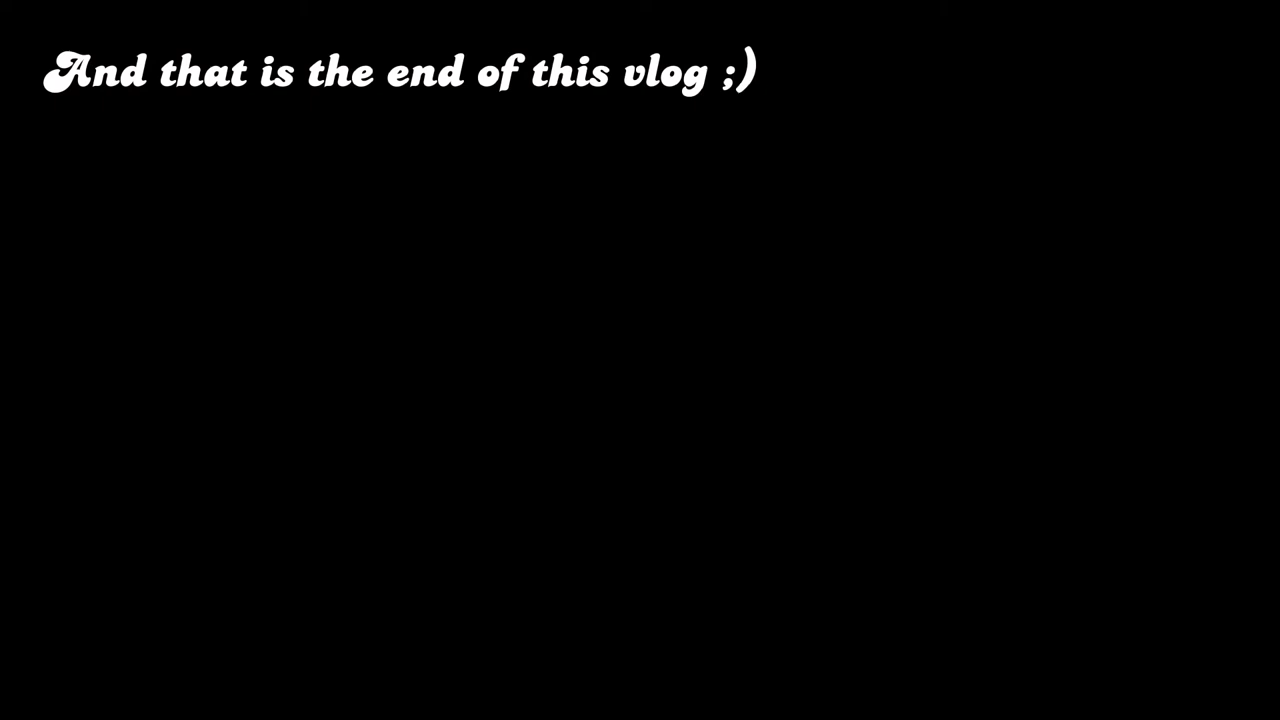 And that is the end of this vlog ;)